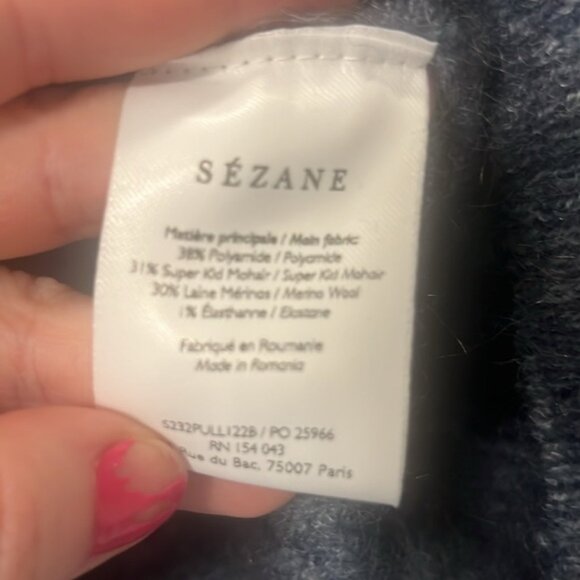 SÉZANE
Matière principale / Main fabric:
38% Polyamide / Polyamide
31% Super Kid Mohair / Super Kid Mohair
30% Laine Mérinos / Merino Wool
1% Élasthanne / Elastane
Fabriqué en Roumanie
Made in Romania
S232PULL122B / PO 25966
RN 154 043
Rue du Bac, 75007 Paris